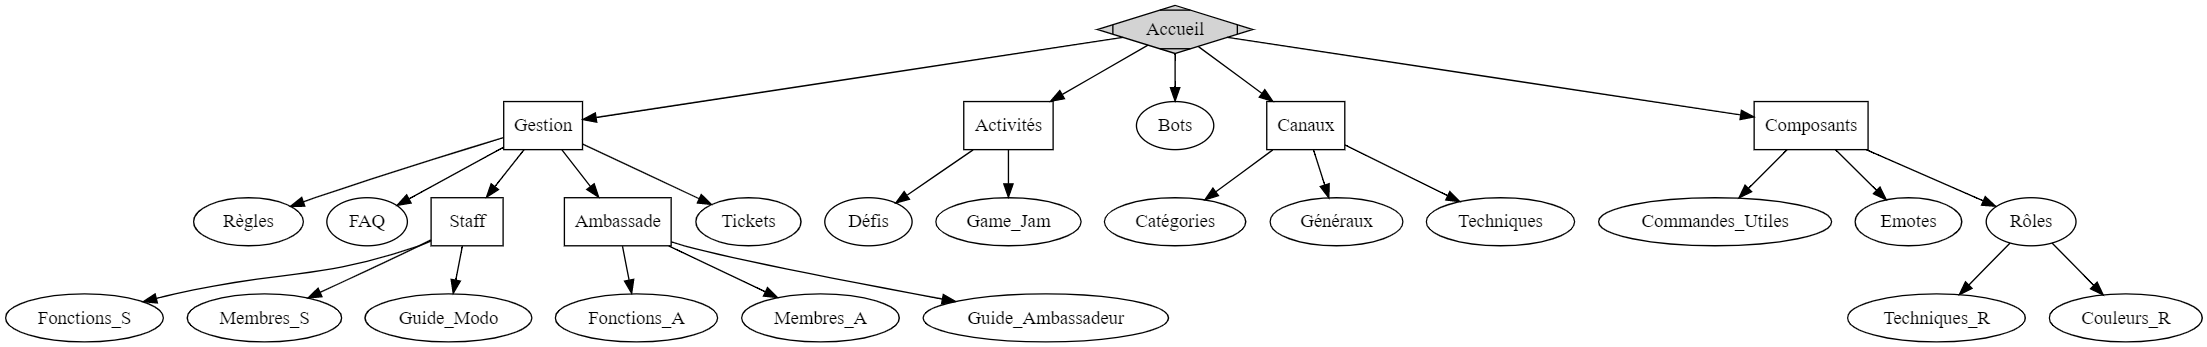 Accueil
Gestion
Activités
Bots
Canaux
Composants
Règles
FAQ
Staff
Ambassade
Tickets
Défis
Game_Jam
Catégories
Généraux
Techniques
Commandes_Utiles
Emotes
Rôles
Fonctions_S
Membres_S
Guide_Modo
Fonctions_A
Membres_A
Guide_Ambassadeur
Techniques_R
Couleurs_R